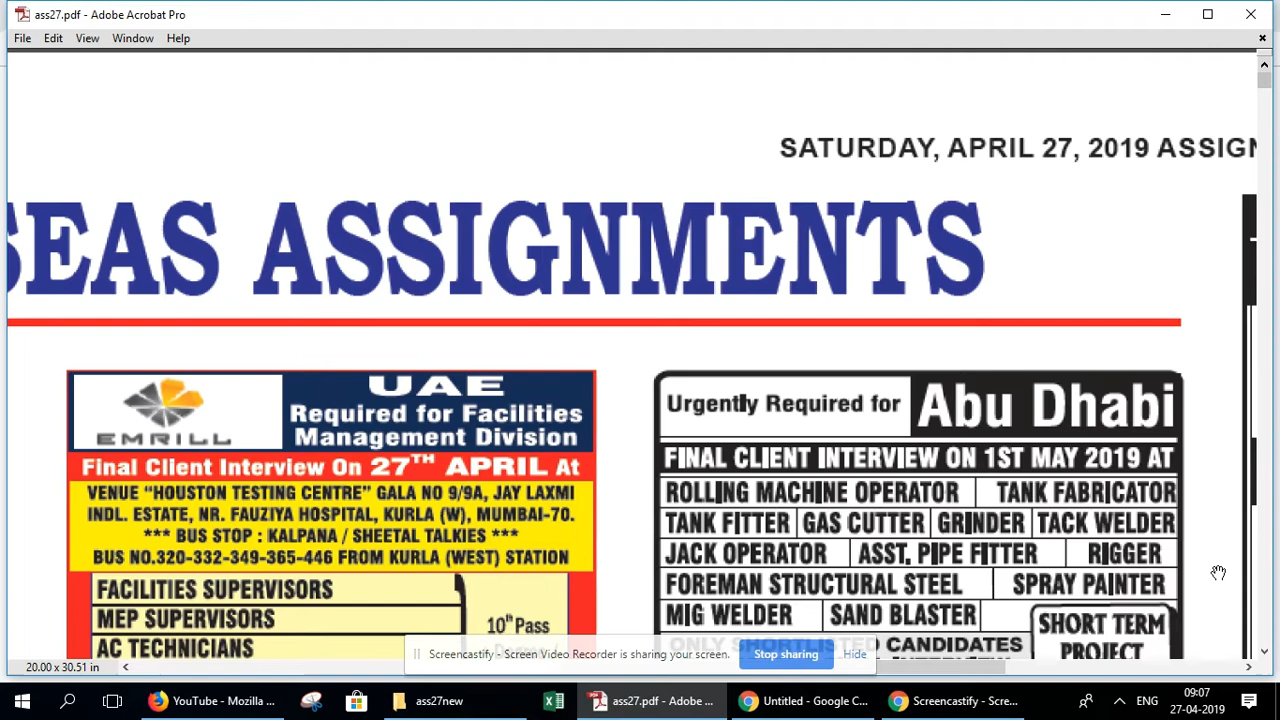 ass27.pdf - Adobe Acrobat Pro
File Edit View Window Help
SATURDAY, APRIL 27, 2019
SEAS ASSIGNMENTS
EMRILL
UAE
Required for Facilities
Management Division
Final Client Interview On 27TH APRIL At
VENUE "HOUSTON TESTING CENTRE" GALA NO 9/9A, JAY LAXMI
INDL. ESTATE, NR. FAUZIYA HOSPITAL, KURLA (W), MUMBAI-70.
*** BUS STOP : KALPANA / SHEETAL TALKIES ***
BUS NO.320-332-349-365-446 FROM KURLA (WEST) STATION
FACILITIES SUPERVISORS
MEP SUPERVISORS
AC TECHNICIANS
10th Pass
Urgently Required for Abu Dhabi
FINAL CLIENT INTERVIEW ON 1ST MAY 2019 AT
ROLLING MACHINE OPERATOR TANK FABRICATOR
TANK FITTER GAS CUTTER GRINDER TACK WELDER
JACK OPERATOR ASST. PIPE FITTER RIGGER
FOREMAN STRUCTURAL STEEL SPRAY PAINTER
MIG WELDER SAND BLASTER
ONLY SHORTLISTED CANDIDATES
SHORT TERM
PROJECT
Screencastify - Screen Video Recorder is sharing your screen. Stop sharing Hide
20.00 x 30.51 in
YouTube - Mozilla ... ass27new ass27.pdf - Adobe ... Untitled - Google C... Screencastify - Scre... ENG 09:07
27-04-2019